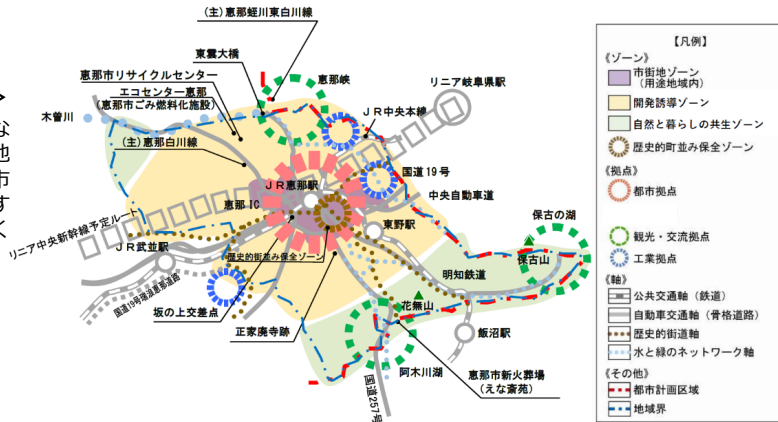 (主)恵那蛭川東白川線
東雲大橋
恵那峡
恵那市リサイクルセンター
エコセンター恵那
(恵那市ごみ燃料化施設)
木曽川
(主)恵那白川線
リニア岐阜県駅
JR中央本線
国道19号
中央自動車道
JR恵那駅
恵那IC
東野駅
保古の湖
保古山
リニア中央新幹線予定ルート
JR武並駅
歴史的街並み保全ゾーン
明知鉄道
国道19号瑞浪恵那道路
花無山
坂の上交差点
飯沼駅
正家廃寺跡
阿木川湖
恵那市新火葬場
(えな斎苑)
国道257号
な
地
市
す
く
【凡例】
《ゾーン》
市街地ゾーン
(用途地域内)
開発誘導ゾーン
自然と暮らしの共生ゾーン
歴史的町並み保全ゾーン
《拠点》
都市拠点
観光・交流拠点
工業拠点
《軸》
公共交通軸(鉄道)
自動車交通軸(骨格道路)
歴史的街道軸
水と緑のネットワーク軸
《その他》
都市計画区域
地域界